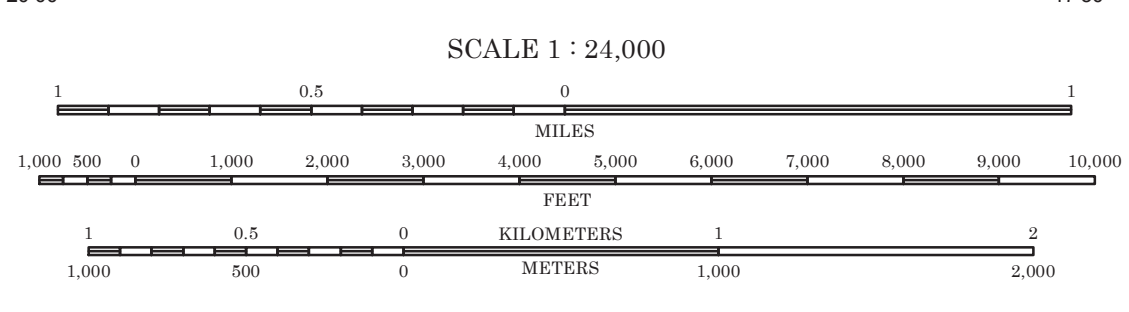 SCALE 1 : 24,000
1 0.5 0 1
MILES
1,000 500 0 1,000 2,000 3,000 4,000 5,000 6,000 7,000 8,000 9,000 10,000
FEET
1 0.5 0 KILOMETERS 1 2
1,000 500 0 METERS 1,000 2,000